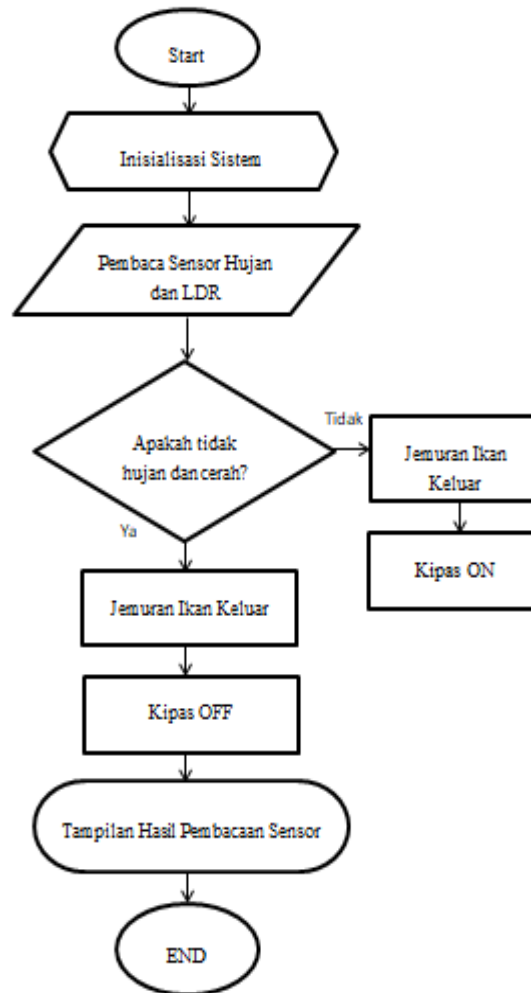 Start
Inisialisasi Sistem
Pembaca Sensor Hujan
dan LDR
Apakah tidak
hujan dan cerah?
Tidak
Jemuran Ikan
Keluar
Kipas ON
Ya
Jemuran Ikan Keluar
Kipas OFF
Tampilan Hasil Pembacaan Sensor
END